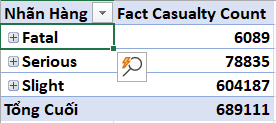 Nhãn Hàng Fact Casualty Count
Fatal 6089
Serious 78835
Slight 604187
Tổng Cuối 689111